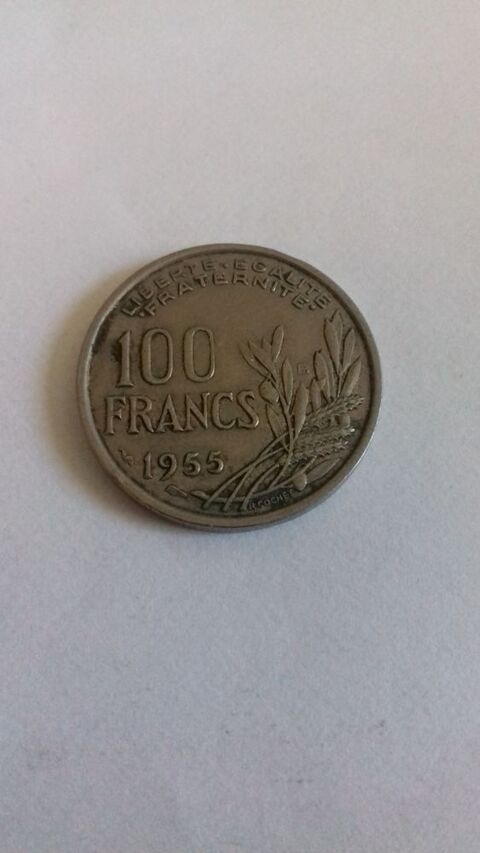 LIBERTE · EGALITE
· FRATERNITE ·
100
FRANCS
1955
R. COCHET